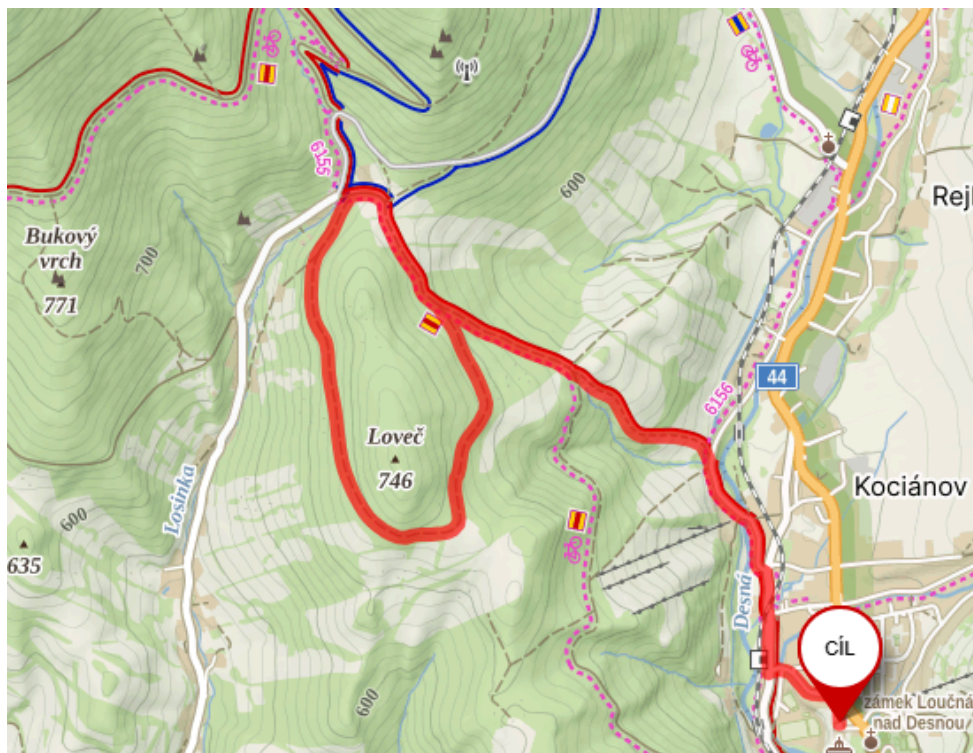 6155
600
Rejh
Bukový
vrch
771
700
44
6156
Loveč
746
Losinka
Kociánov
600
635
Desná
600
CÍL
zámek Loučná
nad Desnou